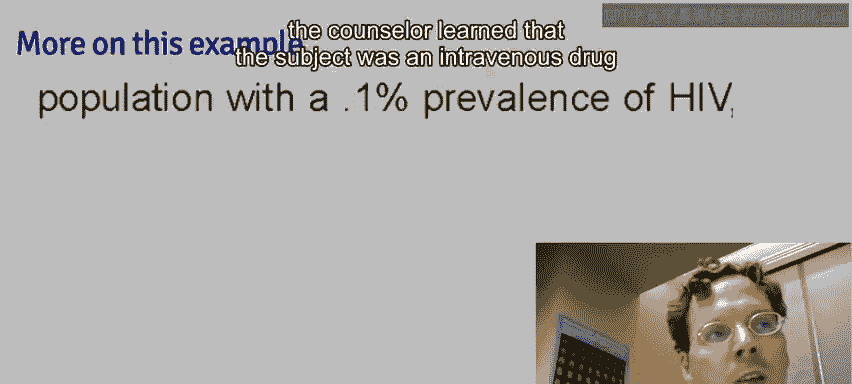 More on this example
the counselor learned that
the subject was an intravenous drug
population with a .1% prevalence of HIV,